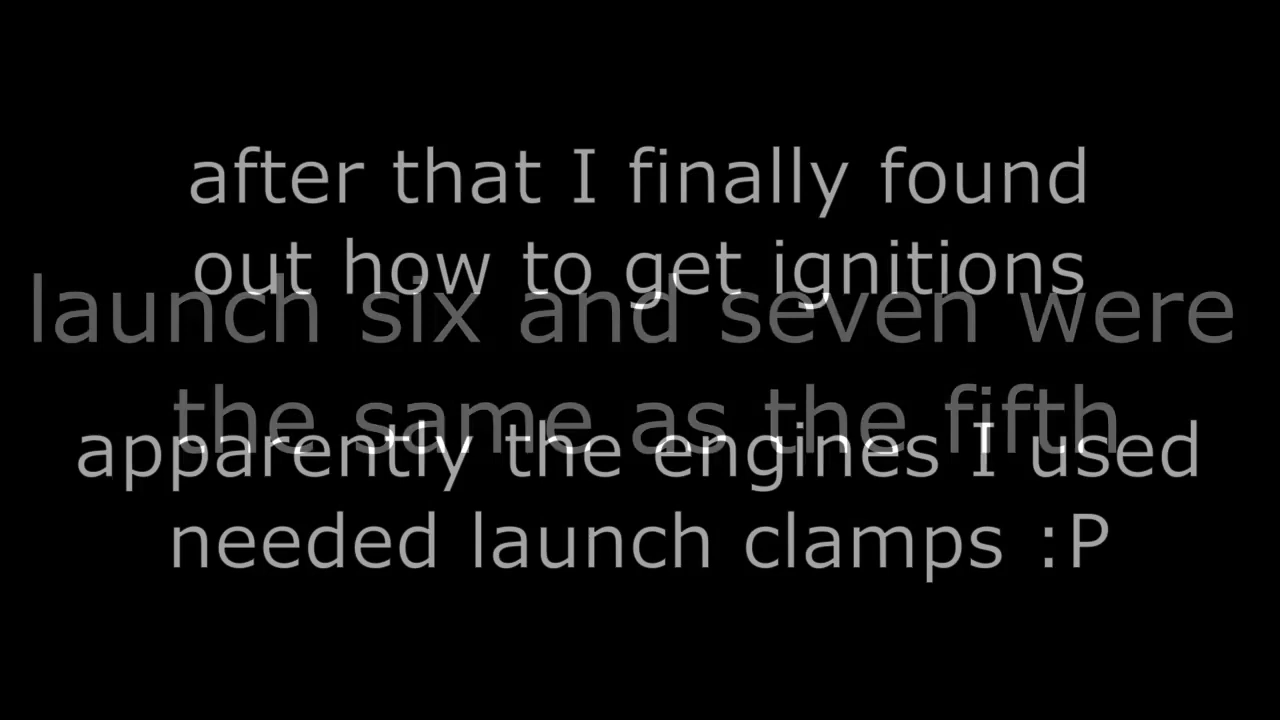 after that I finally found
out how to get ignitions
launch six and seven were
the same as the fifth
apparently the engines I used
needed launch clamps :P